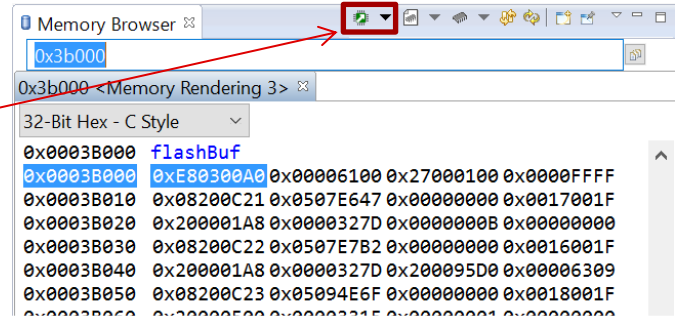 Memory Browser
0x3b000
0x3b000 <Memory Rendering 3>
32-Bit Hex - C Style
0x0003B000 flashBuf
0x0003B000 0xE80300A0 0x00006100 0x27000100 0x0000FFFF
0x0003B010 0x08200C21 0x0507E647 0x00000000 0x0017001F
0x0003B020 0x200001A8 0x0000327D 0x0000000B 0x00000000
0x0003B030 0x08200C22 0x0507E7B2 0x00000000 0x0016001F
0x0003B040 0x200001A8 0x0000327D 0x200095D0 0x00006309
0x0003B050 0x08200C23 0x05094E6F 0x00000000 0x0018001F